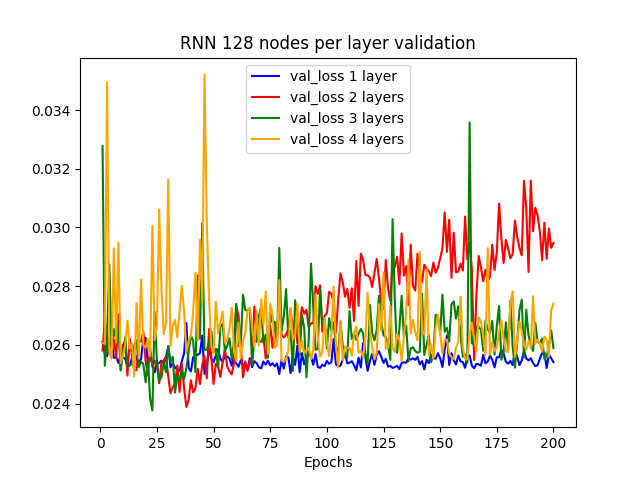 RNN 128 nodes per layer validation
val_loss 1 layer
val_loss 2 layers
val_loss 3 layers
val_loss 4 layers
0.034
0.032
0.030
0.028
0.026
0.024
0 25 50 75 100 125 150 175 200
Epochs